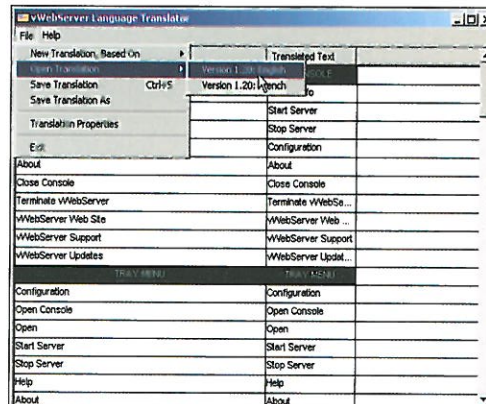 vWebServer Language Translator
File Help
New Translation, Based On
Open Translation
Save Translation Ctrl+S
Save Translation As
Translation Properties
Exit
Version 1.20: English
Version 1.20: French
Translated Text
Start Server
Stop Server
Configuration
About About
Close Console Close Console
Terminate vWebServer Terminate vWebSe...
vWebServer Web Site vWebServer Web ...
vWebServer Support vWebServer Support
vWebServer Updates vWebServer Updat...
TRAY MENU TRAY MENU
Configuration Configuration
Open Console Open Console
Open Open
Start Server Start Server
Stop Server Stop Server
Help Help
About About